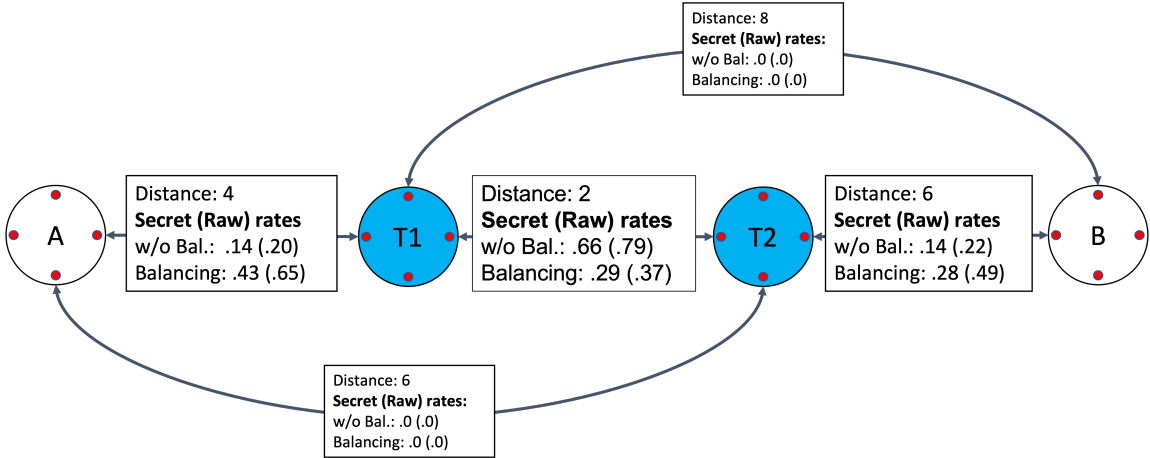 Distance: 8
Secret (Raw) rates:
w/o Bal: .0 (.0)
Balancing: .0 (.0)
A
Distance: 4
Secret (Raw) rates
w/o Bal.: .14 (.20)
Balancing: .43 (.65)
T1
Distance: 2
Secret (Raw) rates
w/o Bal.: .66 (.79)
Balancing: .29 (.37)
T2
Distance: 6
Secret (Raw) rates
w/o Bal.: .14 (.22)
Balancing: .28 (.49)
B
Distance: 6
Secret (Raw) rates:
w/o Bal.: .0 (.0)
Balancing: .0 (.0)